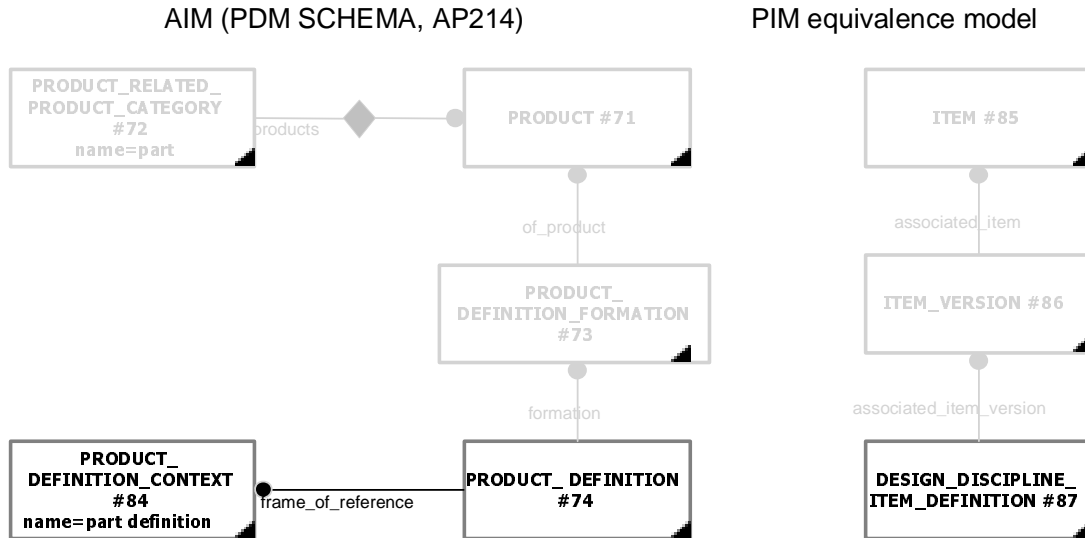 AIM (PDM SCHEMA, AP214)
PIM equivalence model
PRODUCT_RELATED_
PRODUCT_CATEGORY
#72
name=part
products
PRODUCT #71
ITEM #85
of_product
associated_item
PRODUCT_
DEFINITION_FORMATION
#73
ITEM_VERSION #86
formation
associated_item_version
PRODUCT_
DEFINITION_CONTEXT
#84
name=part definition
frame_of_reference
PRODUCT_ DEFINITION
#74
DESIGN_DISCIPLINE_
ITEM_DEFINITION #87